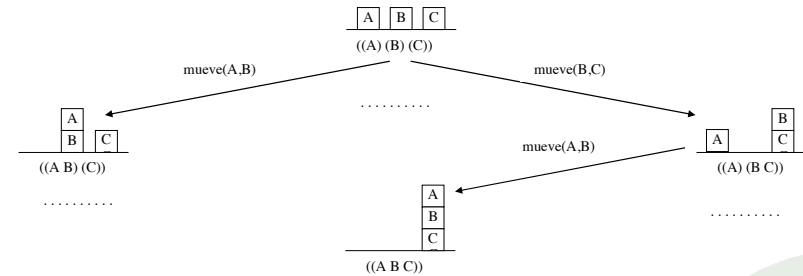 A B C
((A) (B) (C))
mueve(A,B)
mueve(B,C)
. . . . . . . . . .
A
B C
((A B) (C))
. . . . . . . . . .
B
A C
((A) (B C))
. . . . . . . . . .
mueve(A,B)
A
B
C
((A B C))